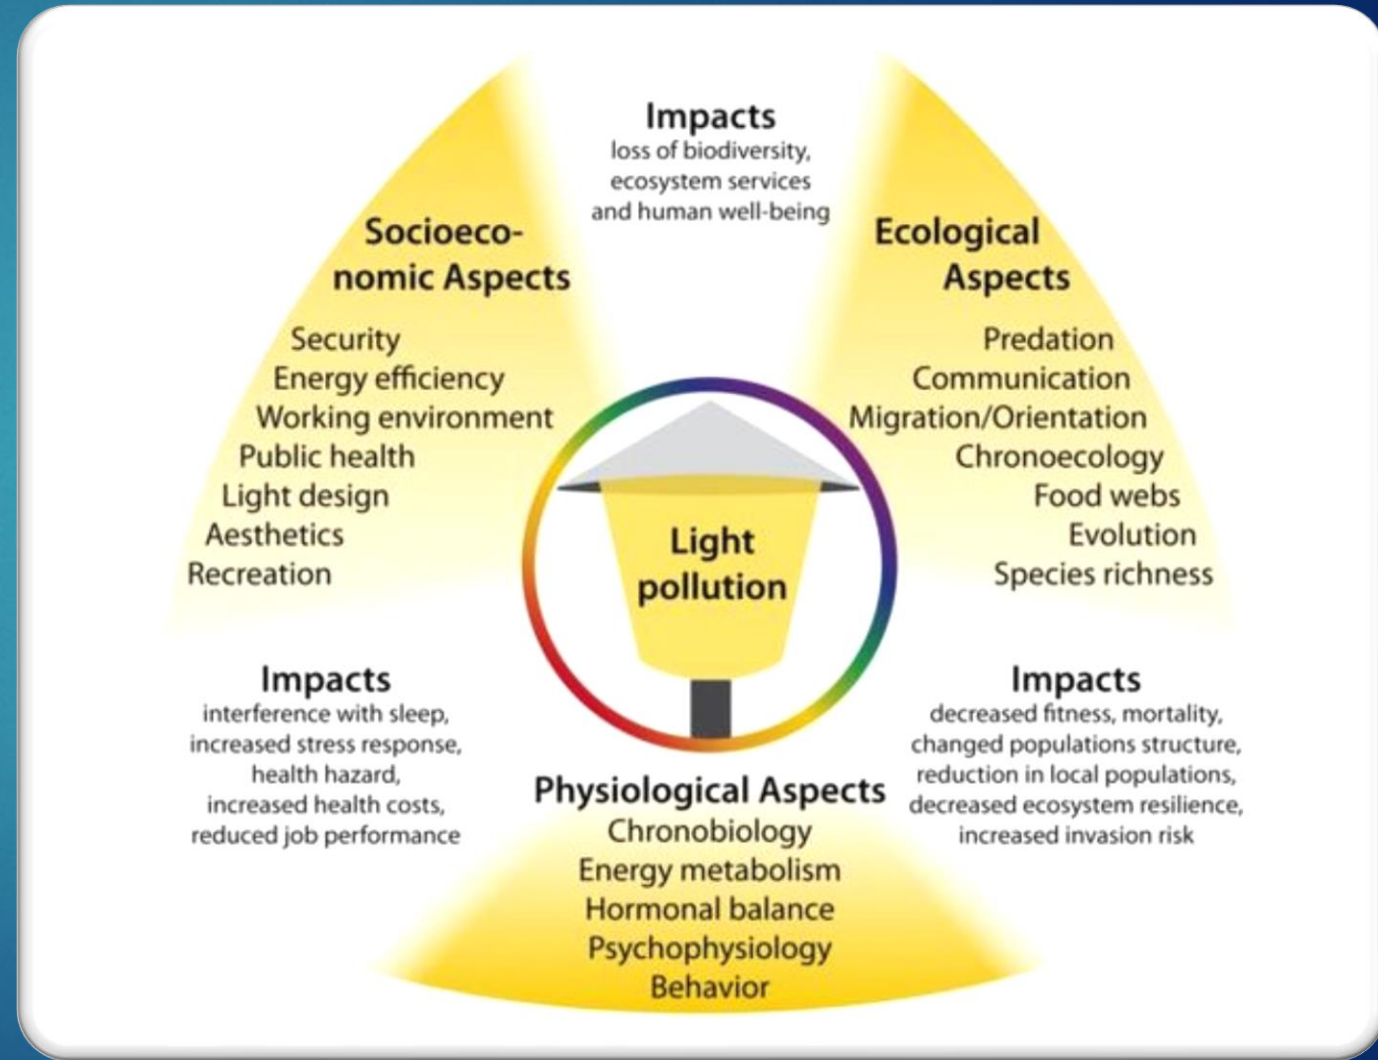 Impacts
loss of biodiversity,
ecosystem services
and human well-being
Socioeco-
nomic Aspects
Security
Energy efficiency
Working environment
Public health
Light design
Aesthetics
Recreation
Ecological
Aspects
Predation
Communication
Migration/Orientation
Chronoecology
Food webs
Evolution
Species richness
Light
pollution
Impacts
interference with sleep,
increased stress response,
health hazard,
increased health costs,
reduced job performance
Physiological Aspects
Chronobiology
Energy metabolism
Hormonal balance
Psychophysiology
Behavior
Impacts
decreased fitness, mortality,
changed populations structure,
reduction in local populations,
decreased ecosystem resilience,
increased invasion risk